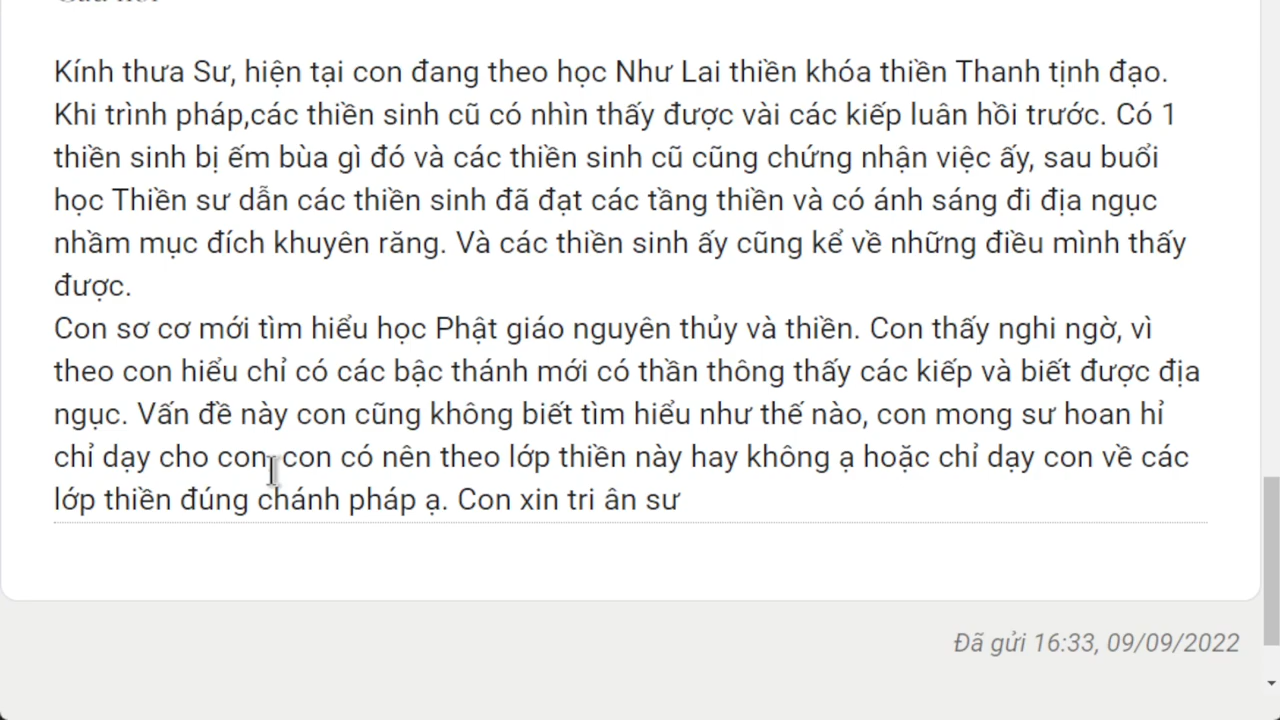 Kính thưa Sư, hiện tại con đang theo học Như Lai thiền khóa thiền Thanh tịnh đạo.
Khi trình pháp,các thiền sinh cũ có nhìn thấy được vài các kiếp luân hồi trước. Có 1
thiền sinh bị ếm bùa gì đó và các thiền sinh cũ cũng chứng nhận việc ấy, sau buổi
học Thiền sư dẫn các thiền sinh đã đạt các tầng thiền và có ánh sáng đi địa ngục
nhằm mục đích khuyên răng. Và các thiền sinh ấy cũng kể về những điều mình thấy
được.
Con sơ cơ mới tìm hiểu học Phật giáo nguyên thủy và thiền. Con thấy nghi ngờ, vì
theo con hiểu chỉ có các bậc thánh mới có thần thông thấy các kiếp và biết được địa
ngục. Vấn đề này con cũng không biết tìm hiểu như thế nào, con mong sư hoan hỉ
chỉ dạy cho con, con có nên theo lớp thiền này hay không ạ hoặc chỉ dạy con về các
lớp thiền đúng chánh pháp ạ. Con xin tri ân sư
Đã gửi 16:33, 09/09/2022